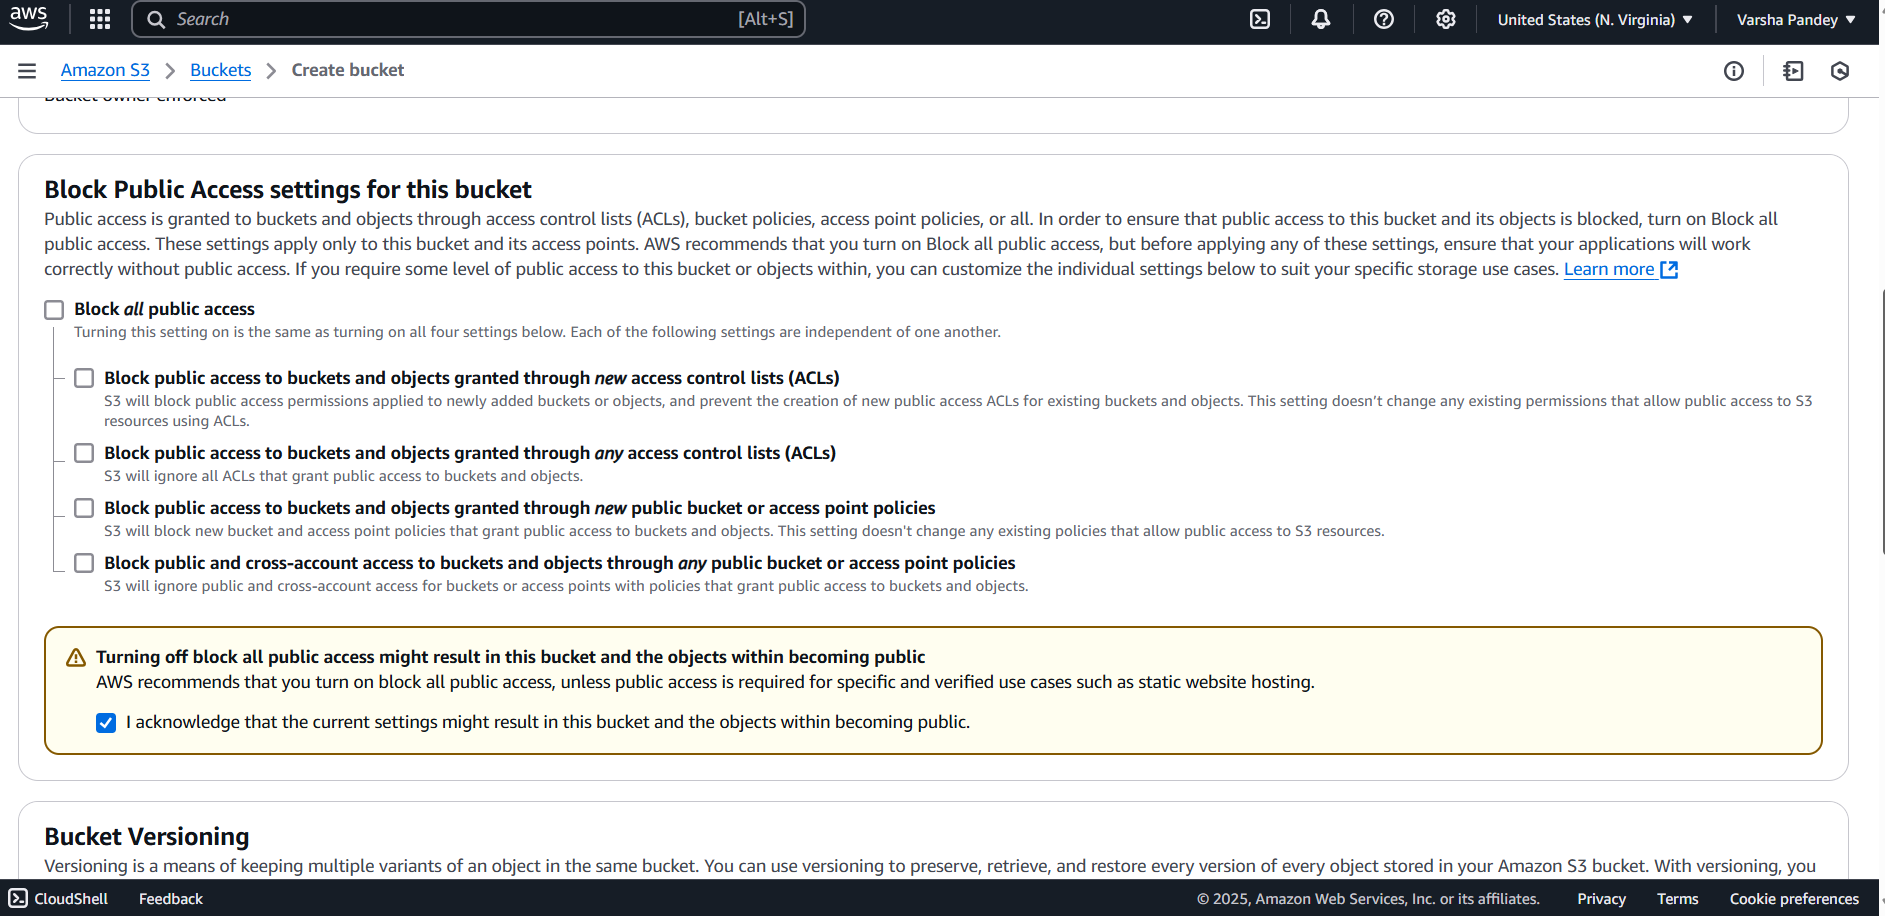 aws
Search
[Alt+S]
United States (N. Virginia) ▼
Varsha Pandey ▼
Amazon S3 > Buckets > Create bucket
Bucket owner enforced
Block Public Access settings for this bucket
Public access is granted to buckets and objects through access control lists (ACLs), bucket policies, access point policies, or all. In order to ensure that public access to this bucket and its objects is blocked, turn on Block all
public access. These settings apply only to this bucket and its access points. AWS recommends that you turn on Block all public access, but before applying any of these settings, ensure that your applications will work
correctly without public access. If you require some level of public access to this bucket or objects within, you can customize the individual settings below to suit your specific storage use cases. Learn more
Block all public access
Turning this setting on is the same as turning on all four settings below. Each of the following settings are independent of one another.
Block public access to buckets and objects granted through new access control lists (ACLs)
S3 will block public access permissions applied to newly added buckets or objects, and prevent the creation of new public access ACLs for existing buckets and objects. This setting doesn’t change any existing permissions that allow public access to S3
resources using ACLs.
Block public access to buckets and objects granted through any access control lists (ACLs)
S3 will ignore all ACLs that grant public access to buckets and objects.
Block public access to buckets and objects granted through new public bucket or access point policies
S3 will block new bucket and access point policies that grant public access to buckets and objects. This setting doesn't change any existing policies that allow public access to S3 resources.
Block public and cross-account access to buckets and objects through any public bucket or access point policies
S3 will ignore public and cross-account access for buckets or access points with policies that grant public access to buckets and objects.
Turning off block all public access might result in this bucket and the objects within becoming public
AWS recommends that you turn on block all public access, unless public access is required for specific and verified use cases such as static website hosting.
I acknowledge that the current settings might result in this bucket and the objects within becoming public.
Bucket Versioning
Versioning is a means of keeping multiple variants of an object in the same bucket. You can use versioning to preserve, retrieve, and restore every version of every object stored in your Amazon S3 bucket. With versioning, you
CloudShell
Feedback
© 2025, Amazon Web Services, Inc. or its affiliates.
Privacy
Terms
Cookie preferences